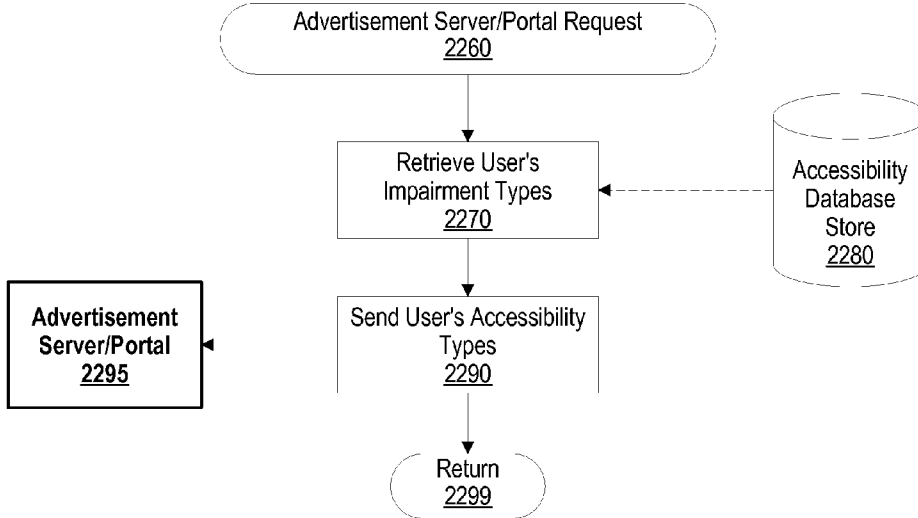 Advertisement Server/Portal Request
2260
Retrieve User's
Impairment Types
2270
Accessibility
Database
Store
2280
Send User's Accessibility
Types
2290
Advertisement
Server/Portal
2295
Return
2299